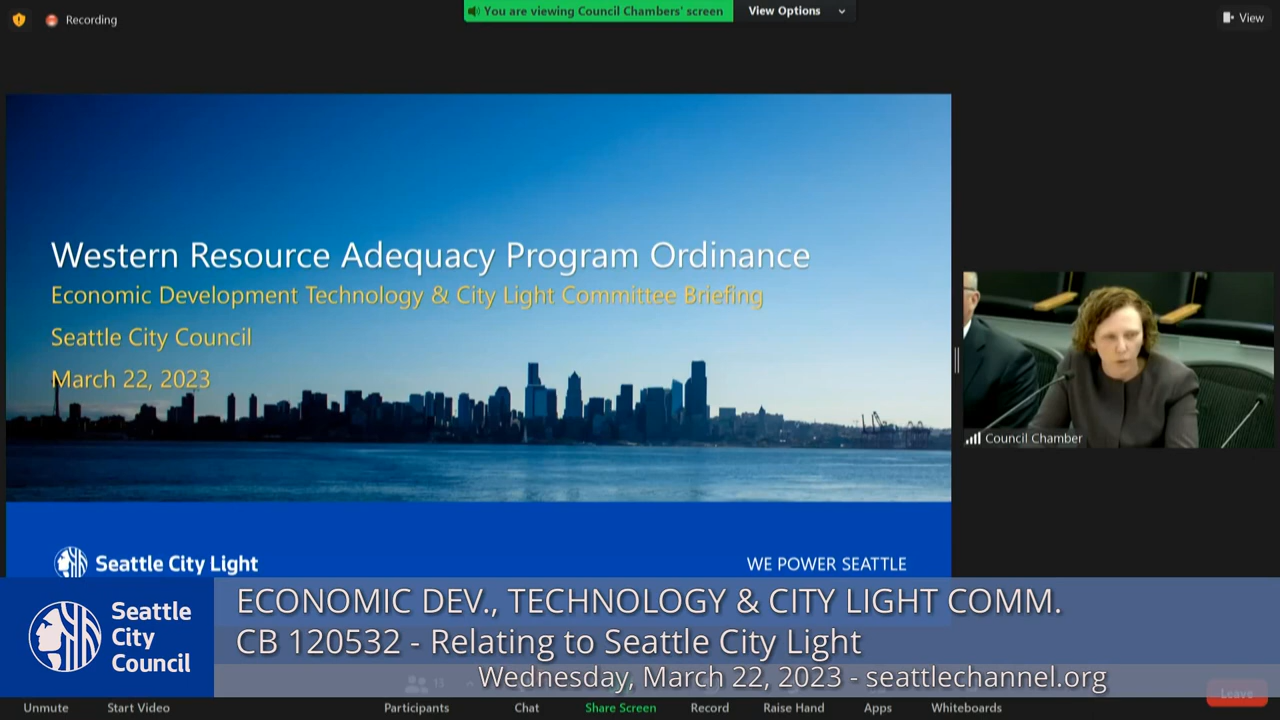 Recording
You are viewing Council Chambers' screen
View Options
View
Western Resource Adequacy Program Ordinance
Economic Development Technology & City Light Committee Briefing
Seattle City Council
March 22, 2023
Council Chamber
Seattle City Light
WE POWER SEATTLE
Seattle
City
Council
ECONOMIC DEV., TECHNOLOGY & CITY LIGHT COMM.
CB 120532 - Relating to Seattle City Light
Wednesday, March 22, 2023 - seattlechannel.org
15
Leave
Unmute
Start Video
Participants
Chat
Share Screen
Record
Raise Hand
Apps
Whiteboards